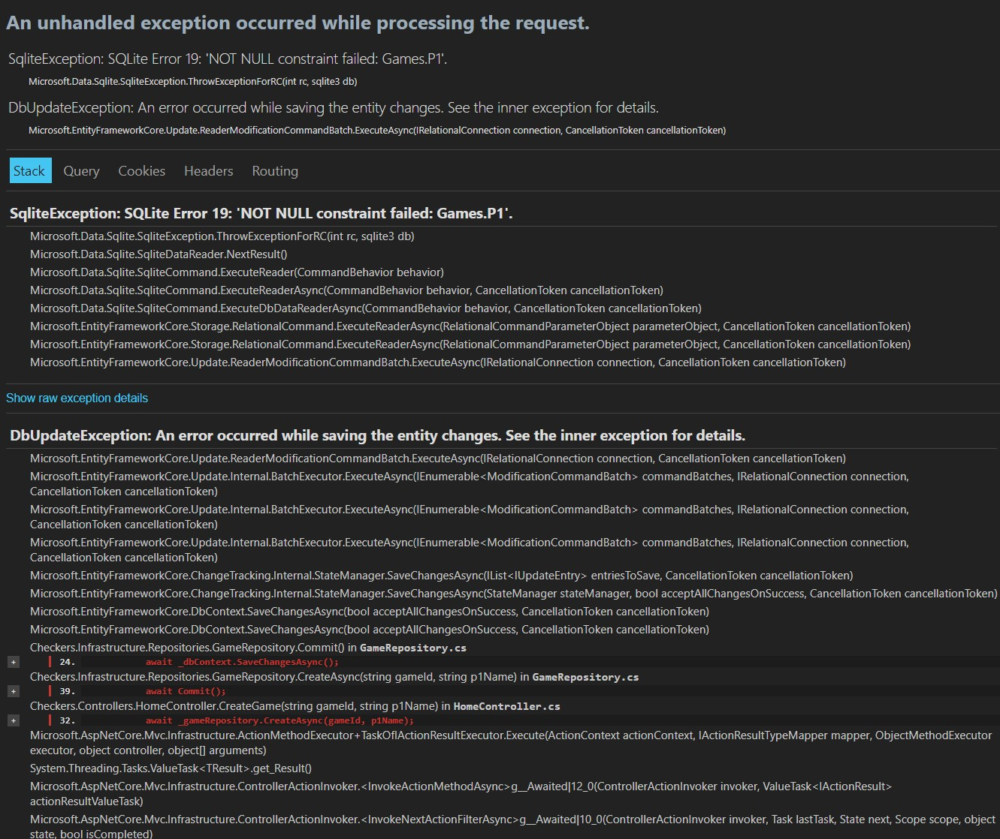 An unhandled exception occurred while processing the request.
SqliteException: SQLite Error 19: 'NOT NULL constraint failed: Games.P1'.
Microsoft.Data.Sqlite.SqliteException.ThrowExceptionForRC(int rc, sqlite3 db)
DbUpdateException: An error occurred while saving the entity changes. See the inner exception for details.
Microsoft.EntityFrameworkCore.Update.ReaderModificationCommandBatch.ExecuteAsync(IRelationalConnection connection, CancellationToken cancellationToken)
Stack Query Cookies Headers Routing
SqliteException: SQLite Error 19: 'NOT NULL constraint failed: Games.P1'.
Microsoft.Data.Sqlite.SqliteException.ThrowExceptionForRC(int rc, sqlite3 db)
Microsoft.Data.Sqlite.SqliteDataReader.NextResult()
Microsoft.Data.Sqlite.SqliteCommand.ExecuteReader(CommandBehavior behavior)
Microsoft.Data.Sqlite.SqliteCommand.ExecuteReaderAsync(CommandBehavior behavior, CancellationToken cancellationToken)
Microsoft.Data.Sqlite.SqliteCommand.ExecuteDbDataReaderAsync(CommandBehavior behavior, CancellationToken cancellationToken)
Microsoft.EntityFrameworkCore.Storage.RelationalCommand.ExecuteReaderAsync(RelationalCommandParameterObject parameterObject, CancellationToken cancellationToken)
Microsoft.EntityFrameworkCore.Storage.RelationalCommand.ExecuteReaderAsync(RelationalCommandParameterObject parameterObject, CancellationToken cancellationToken)
Microsoft.EntityFrameworkCore.Update.ReaderModificationCommandBatch.ExecuteAsync(IRelationalConnection connection, CancellationToken cancellationToken)
Show raw exception details
DbUpdateException: An error occurred while saving the entity changes. See the inner exception for details.
Microsoft.EntityFrameworkCore.Update.ReaderModificationCommandBatch.ExecuteAsync(IRelationalConnection connection, CancellationToken cancellationToken)
Microsoft.EntityFrameworkCore.Update.Internal.BatchExecutor.ExecuteAsync(IEnumerable<ModificationCommandBatch> commandBatches, IRelationalConnection connection,
CancellationToken cancellationToken)
Microsoft.EntityFrameworkCore.Update.Internal.BatchExecutor.ExecuteAsync(IEnumerable<ModificationCommandBatch> commandBatches, IRelationalConnection connection,
CancellationToken cancellationToken)
Microsoft.EntityFrameworkCore.Update.Internal.BatchExecutor.ExecuteAsync(IEnumerable<ModificationCommandBatch> commandBatches, IRelationalConnection connection,
CancellationToken cancellationToken)
Microsoft.EntityFrameworkCore.ChangeTracking.Internal.StateManager.SaveChangesAsync(IList<IUpdateEntry> entriesToSave, CancellationToken cancellationToken)
Microsoft.EntityFrameworkCore.ChangeTracking.Internal.StateManager.SaveChangesAsync(StateManager stateManager, bool acceptAllChangesOnSuccess, CancellationToken cancellationToken)
Microsoft.EntityFrameworkCore.DbContext.SaveChangesAsync(bool acceptAllChangesOnSuccess, CancellationToken cancellationToken)
Microsoft.EntityFrameworkCore.DbContext.SaveChangesAsync(bool acceptAllChangesOnSuccess, CancellationToken cancellationToken)
Checkers.Infrastructure.Repositories.GameRepository.Commit() in GameRepository.cs
+ 24. await _dbContext.SaveChangesAsync();
Checkers.Infrastructure.Repositories.GameRepository.CreateAsync(string gameId, string p1Name) in GameRepository.cs
+ 39. await Commit();
Checkers.Controllers.HomeController.CreateGame(string gameId, string p1Name) in HomeController.cs
+ 32. await _gameRepository.CreateAsync(gameId, p1Name);
Microsoft.AspNetCore.Mvc.Infrastructure.ActionMethodExecutor+TaskOfIActionResultExecutor.Execute(ActionContext actionContext, IActionResultTypeMapper mapper, ObjectMethodExecutor
executor, object controller, object[] arguments)
System.Threading.Tasks.ValueTask<TResult>.get_Result()
Microsoft.AspNetCore.Mvc.Infrastructure.ControllerActionInvoker.<InvokeActionMethodAsync>g__Awaited|12_0(ControllerActionInvoker invoker, ValueTask<IActionResult>
actionResultValueTask)
Microsoft.AspNetCore.Mvc.Infrastructure.ControllerActionInvoker.<InvokeNextActionFilterAsync>g__Awaited|10_0(ControllerActionInvoker invoker, Task lastTask, State next, Scope scope, object
state, bool isCompleted)